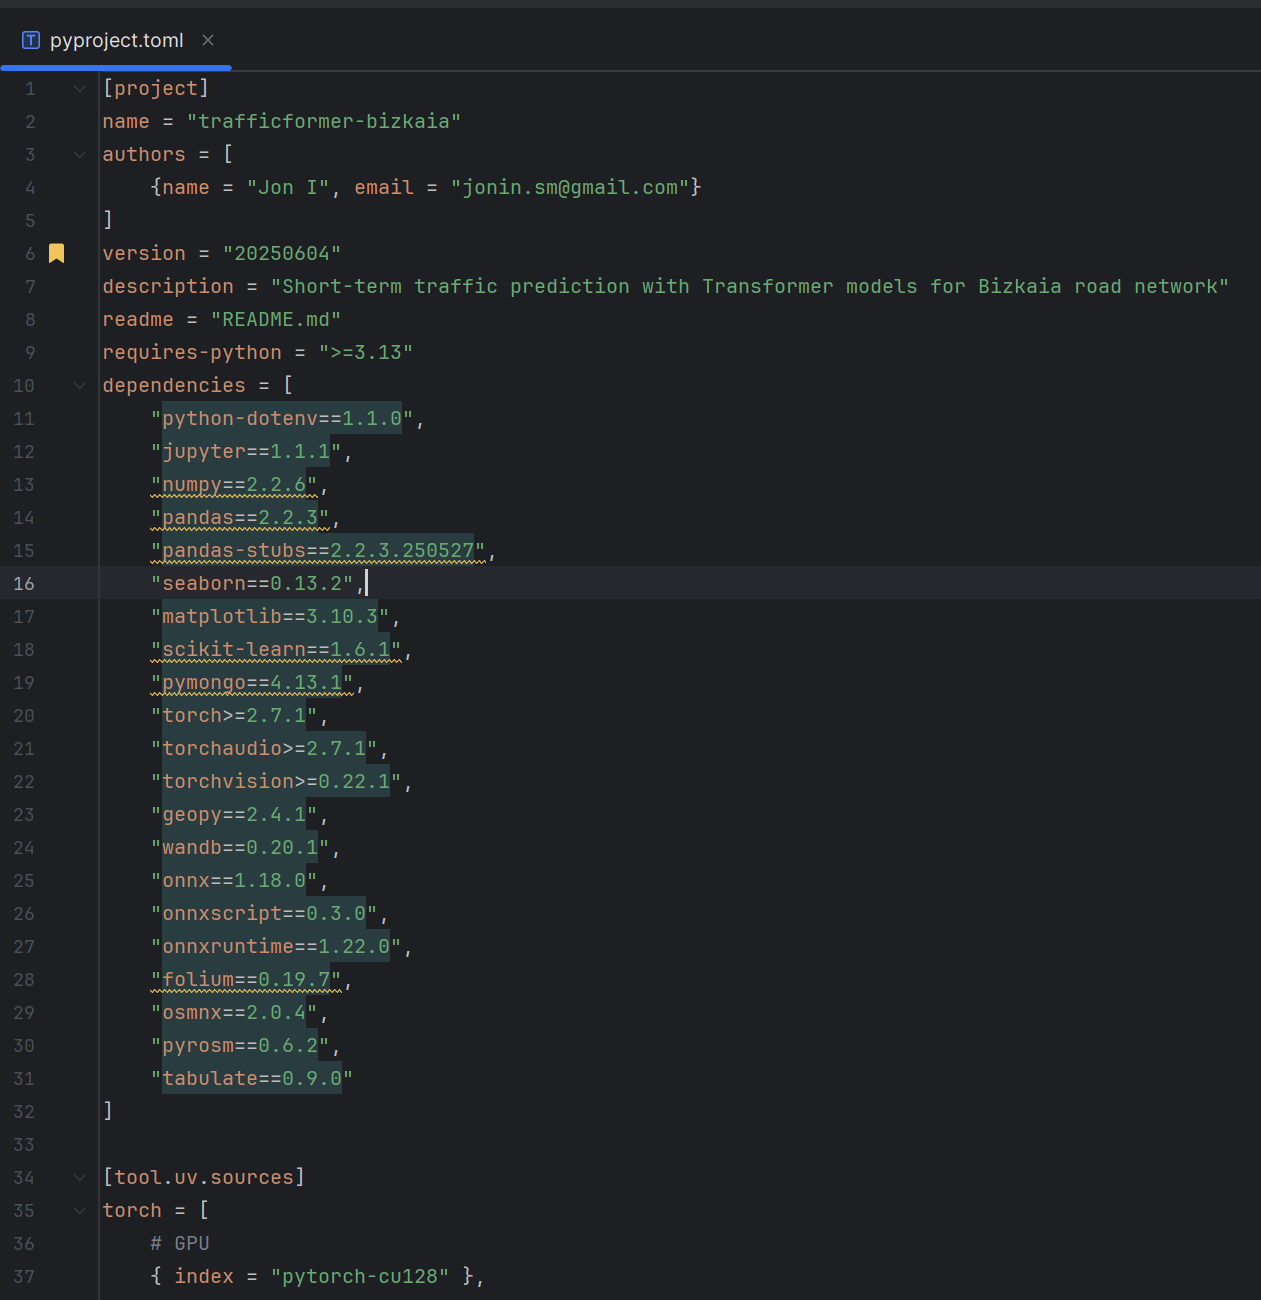 pyproject.toml
1 [project]
2 name = "trafficformer-bizkaia"
3 authors = [
4     {name = "Jon I", email = "jonin.sm@gmail.com"}
5 ]
6 version = "20250604"
7 description = "Short-term traffic prediction with Transformer models for Bizkaia road network"
8 readme = "README.md"
9 requires-python = ">=3.13"
10 dependencies = [
11     "python-dotenv==1.1.0",
12     "jupyter==1.1.1",
13     "numpy==2.2.6",
14     "pandas==2.2.3",
15     "pandas-stubs==2.2.3.250527",
16     "seaborn==0.13.2",
17     "matplotlib==3.10.3",
18     "scikit-learn==1.6.1",
19     "pymongo==4.13.1",
20     "torch>=2.7.1",
21     "torchaudio>=2.7.1",
22     "torchvision>=0.22.1",
23     "geopy==2.4.1",
24     "wandb==0.20.1",
25     "onnx==1.18.0",
26     "onnxscript==0.3.0",
27     "onnxruntime==1.22.0",
28     "folium==0.19.7",
29     "osmnx==2.0.4",
30     "pyrosm==0.6.2",
31     "tabulate==0.9.0"
32 ]
33
34 [tool.uv.sources]
35 torch = [
36     # GPU
37     { index = "pytorch-cu128" },